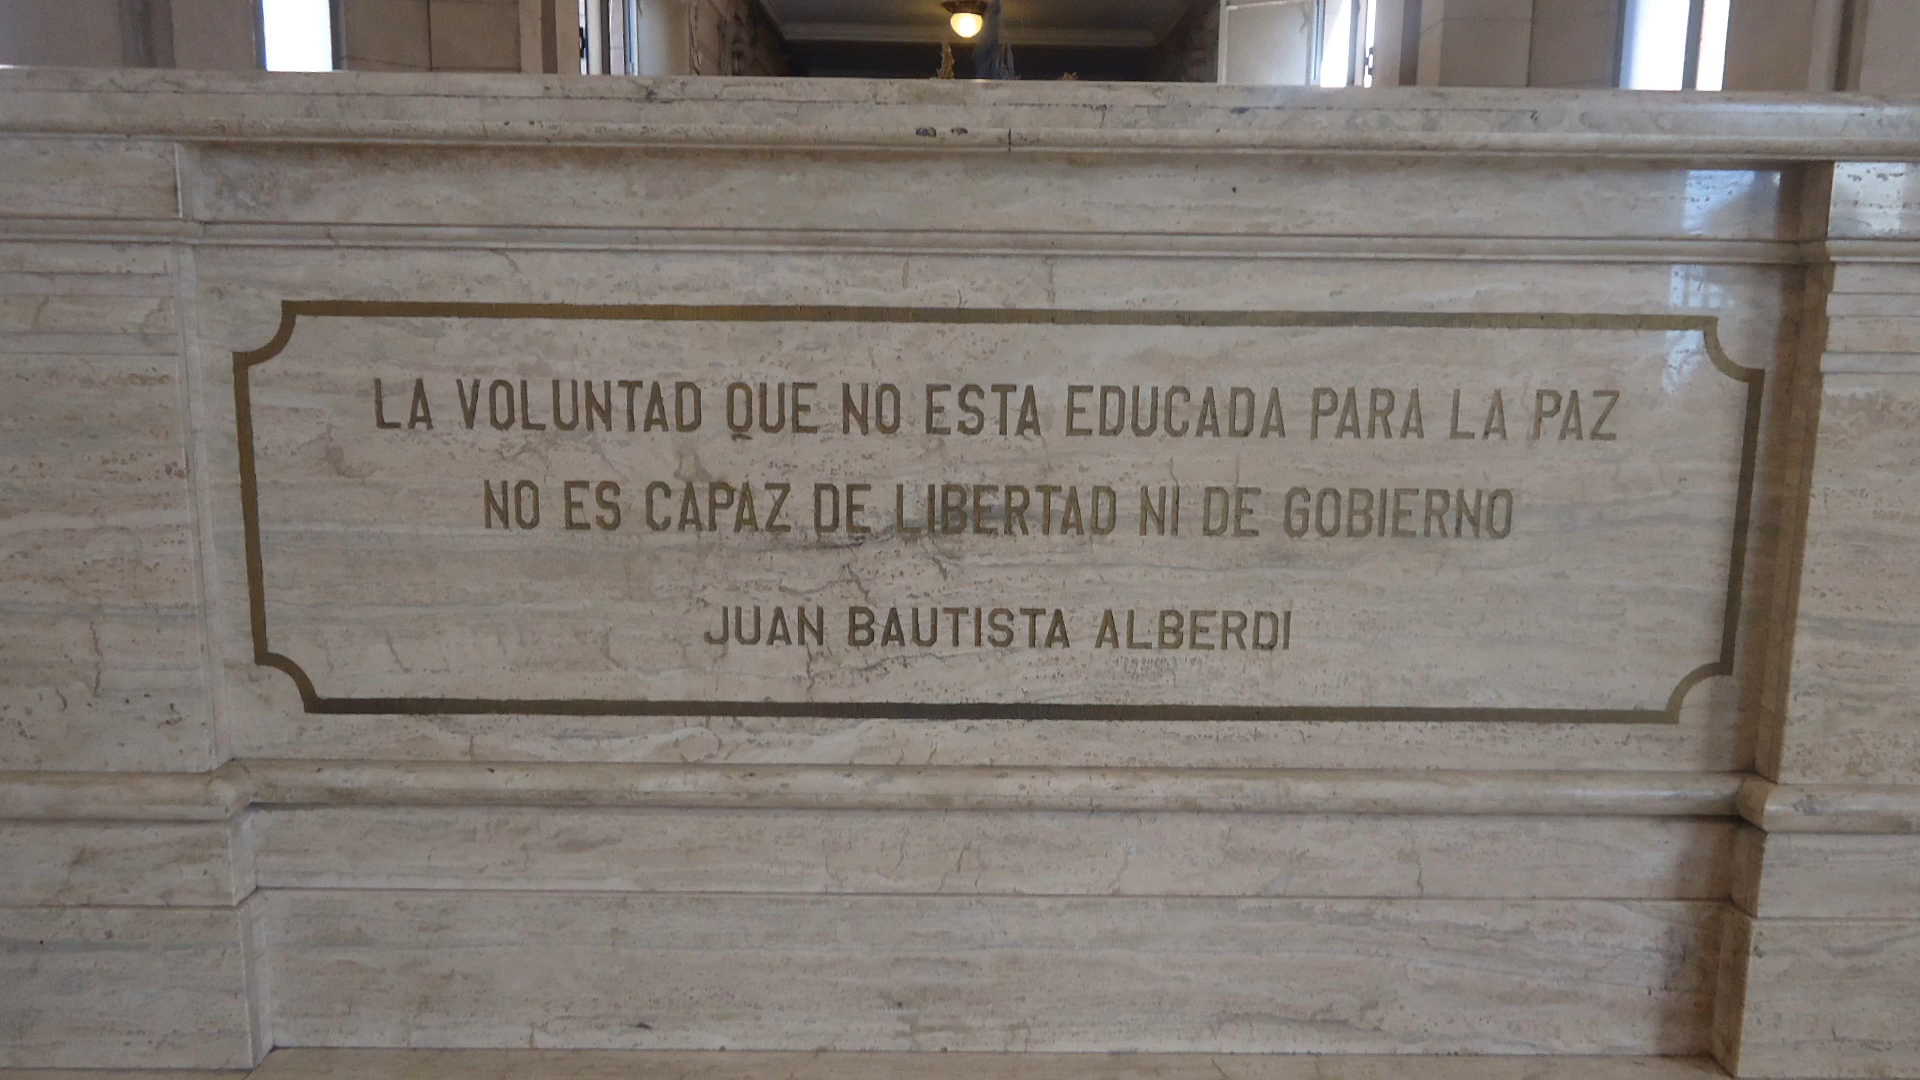 LA VOLUNTAD QUE NO ESTA EDUCADA PARA LA PAZ
NO ES CAPAZ DE LIBERTAD NI DE GOBIERNO
JUAN BAUTISTA ALBERDI